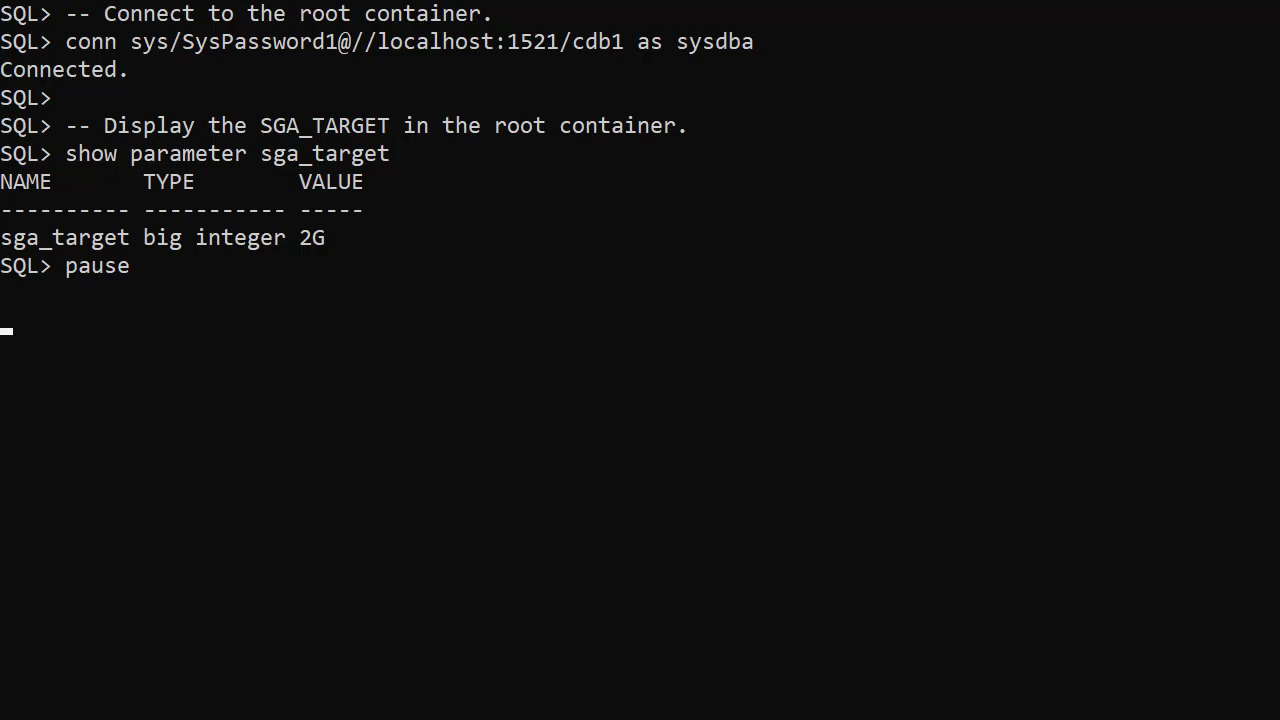 SQL> -- Connect to the root container.
SQL> conn sys/SysPassword1@//localhost:1521/cdb1 as sysdba
Connected.
SQL>
SQL> -- Display the SGA_TARGET in the root container.
SQL> show parameter sga_target
NAME       TYPE        VALUE
---------- ----------- -----
sga_target big integer 2G
SQL> pause